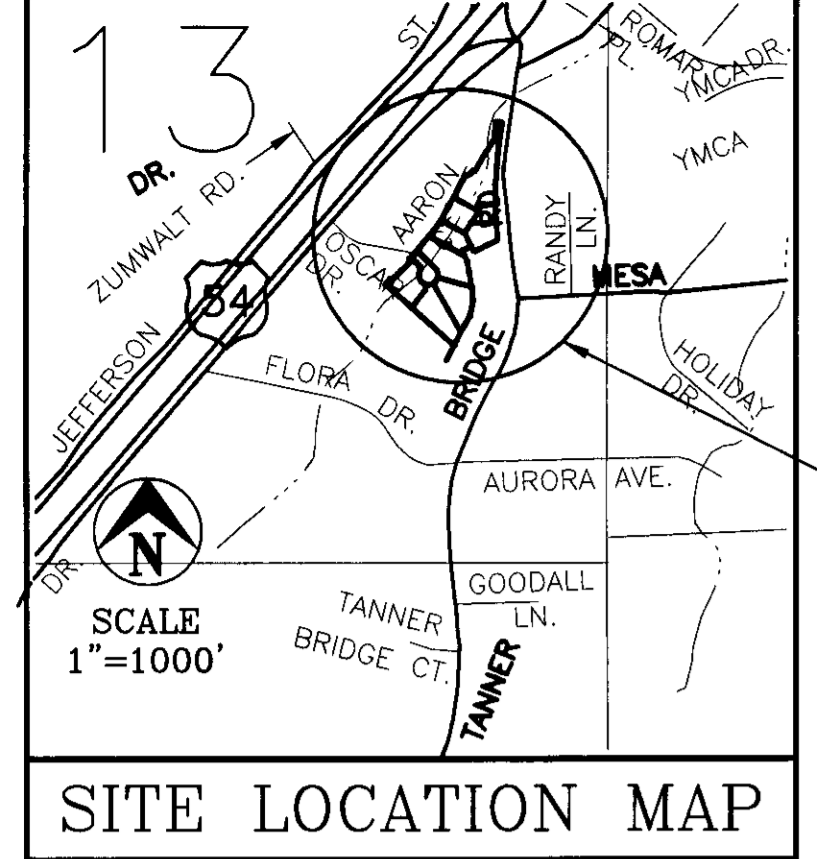 13
ST.
ROMAR
PL.
YMCA DR.
YMCA
DR.
ZUMWALT RD.
AARON
OSCAR
DR.
RD.
RANDY
LN.
MESA
54
JEFFERSON
DR.
FLORA
DR.
BRIDGE
HOLIDAY
DR.
AURORA AVE.
N
SCALE
1"=1000'
TANNER
BRIDGE CT.
GOODALL
LN.
TANNER
SITE LOCATION MAP